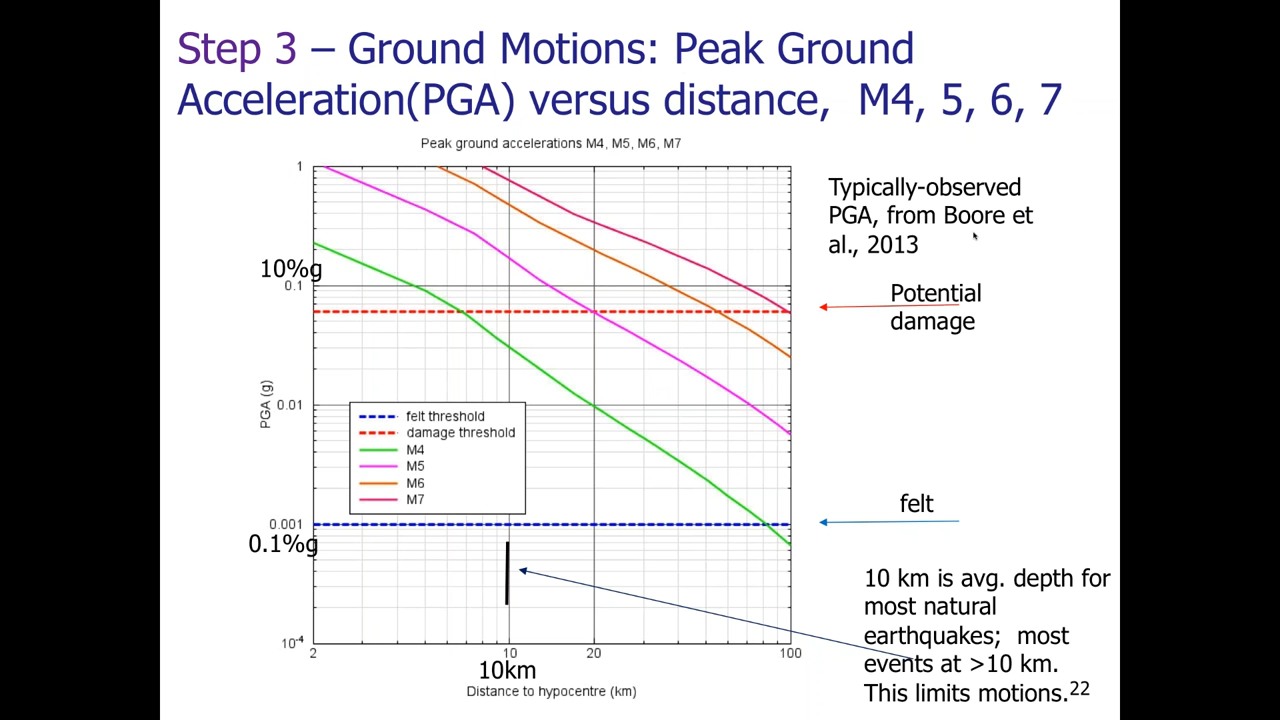 Step 3 – Ground Motions: Peak Ground
Acceleration(PGA) versus distance,  M4, 5, 6, 7
Peak ground accelerations M4, M5, M6, M7
1
10%g
0.1
0.01
0.001
0.1%g
10-4
PGA (g)
felt threshold
damage threshold
M4
M5
M6
M7
2
10
20
100
10km
Distance to hypocentre (km)
Typically-observed
PGA, from Boore et
al., 2013
Potential
damage
felt
10 km is avg. depth for
most natural
earthquakes;  most
events at >10 km.
This limits motions.22